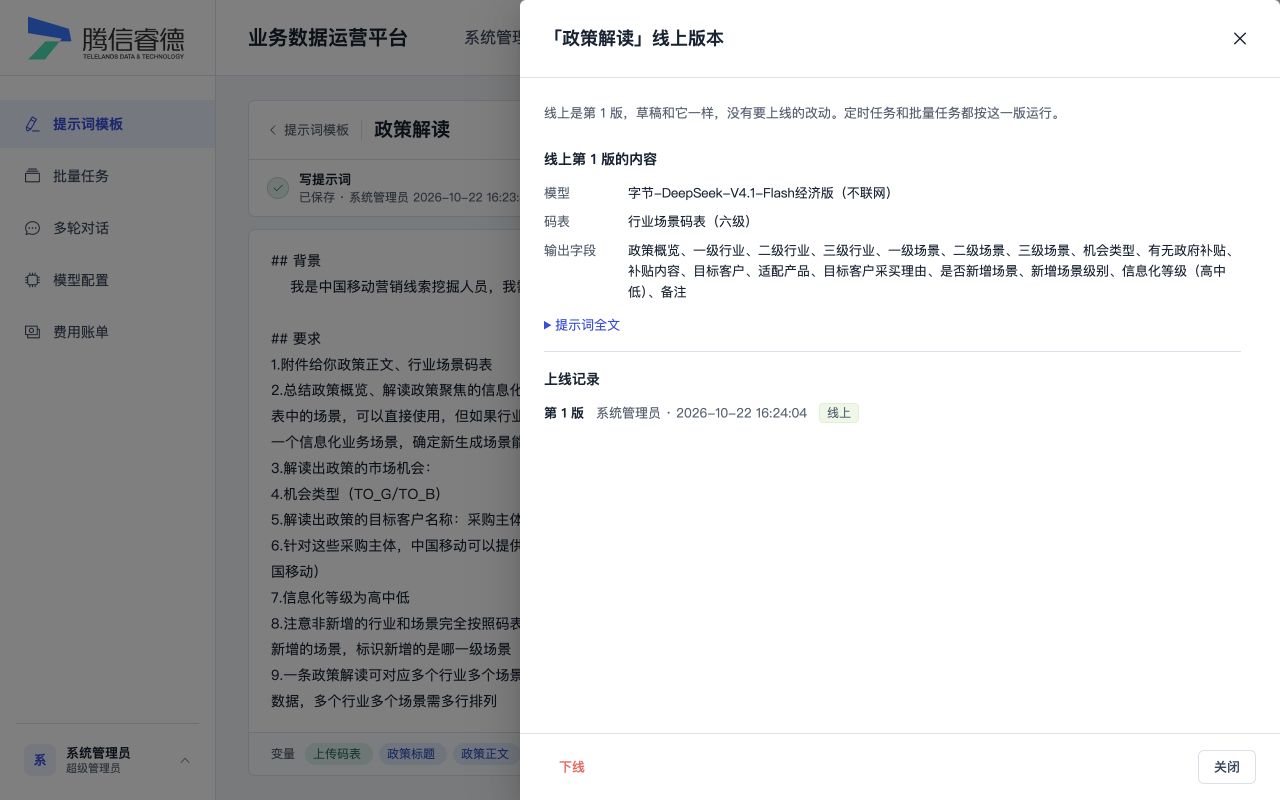 腾信睿德
TELELANDS DATA & TECHNOLOGY
业务数据运营平台
系统管理
提示词模板
批量任务
多轮对话
模型配置
费用账单
系
系统管理员
超级管理员
提示词模板
政策解读
写提示词
已保存 · 系统管理员 2026-10-22 16:23:
## 背景
我是中国移动营销线索挖掘人员，我
## 要求
1.附件给你政策正文、行业场景码表
2.总结政策概览、解读政策聚焦的信息化
表中的场景，可以直接使用，但如果行业
一个信息化业务场景，确定新生成场景能
3.解读出政策的市场机会：
4.机会类型（TO_G/TO_B）
5.解读出政策的目标客户名称：采购主体
6.针对这些采购主体，中国移动可以提供
国移动）
7.信息化等级为高中低
8.注意非新增的行业和场景完全按照码表
新增的场景，标识新增的是哪一级场景
9.一条政策解读可对应多个行业多个场景
数据，多个行业多个场景需多行排列
变量 上传码表 政策标题 政策正文
「政策解读」线上版本
线上是第 1 版，草稿和它一样，没有要上线的改动。定时任务和批量任务都按这一版运行。
线上第 1 版的内容
模型 字节-DeepSeek-V4.1-Flash经济版（不联网）
码表 行业场景码表（六级）
输出字段 政策概览、一级行业、二级行业、三级行业、一级场景、二级场景、三级场景、机会类型、有无政府补贴、
补贴内容、目标客户、适配产品、目标客户采买理由、是否新增场景、新增场景级别、信息化等级（高中
低）、备注
提示词全文
上线记录
第 1 版 系统管理员 · 2026-10-22 16:24:04 线上
下线
关闭